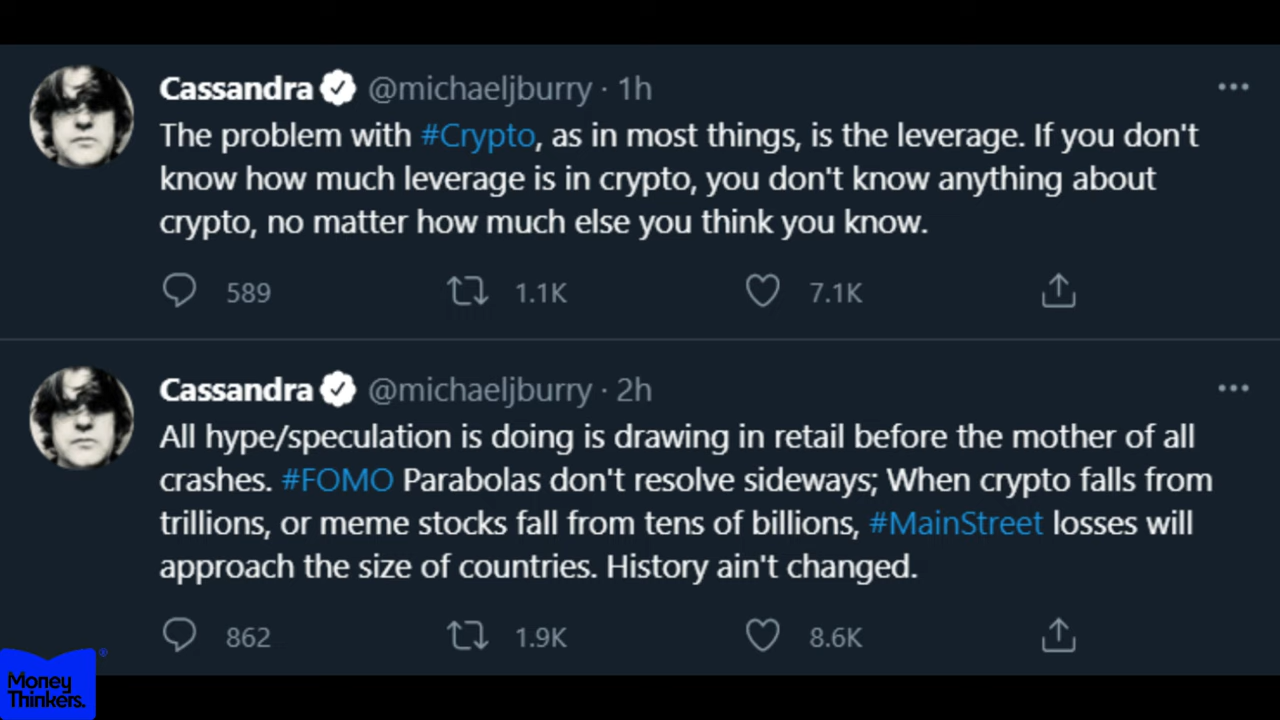 Cassandra @michaeljburry · 1h
The problem with #Crypto, as in most things, is the leverage. If you don't
know how much leverage is in crypto, you don't know anything about
crypto, no matter how much else you think you know.
589 1.1K 7.1K
Cassandra @michaeljburry · 2h
All hype/speculation is doing is drawing in retail before the mother of all
crashes. #FOMO Parabolas don't resolve sideways; When crypto falls from
trillions, or meme stocks fall from tens of billions, #MainStreet losses will
approach the size of countries. History ain't changed.
862 1.9K 8.6K
Money
Thinkers.
®